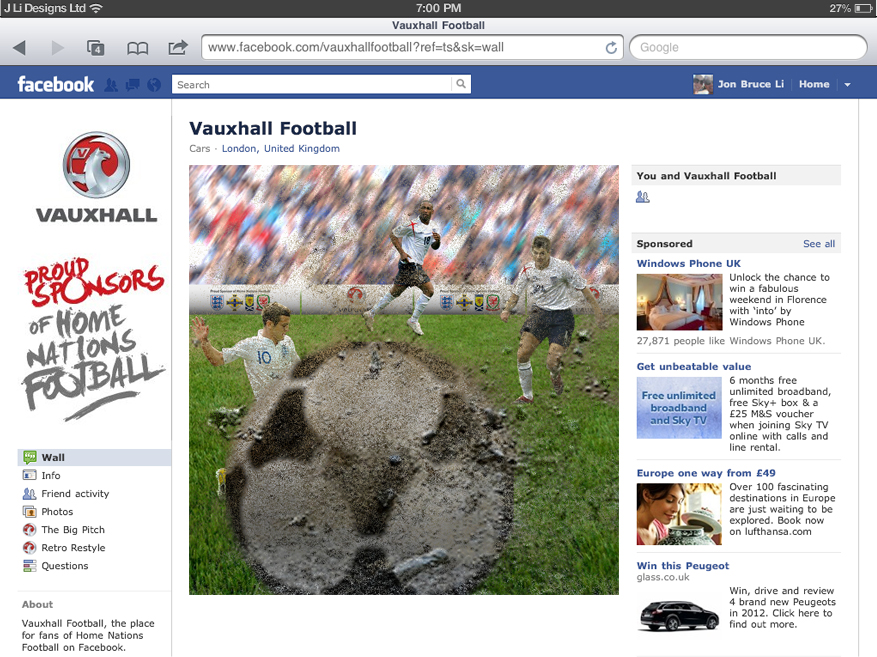 J Li Designs Ltd
7:00 PM
27%
Vauxhall Football
4
www.facebook.com/vauxhallfootball?ref=ts&sk=wall
Google
facebook
Search
Jon Bruce Li
Home
VAUXHALL
PROUD
SPONSORS
OF HOME
NATIONS
FOOTBALL
Wall
Info
Friend activity
Photos
The Big Pitch
Retro Restyle
Questions
About
Vauxhall Football, the place
for fans of Home Nations
Football on Facebook.
Vauxhall Football
Cars · London, United Kingdom
18
10
You and Vauxhall Football
Sponsored
See all
Windows Phone UK
Unlock the chance to
win a fabulous
weekend in Florence
with 'into' by
Windows Phone
27,871 people like Windows Phone UK.
Get unbeatable value
Free unlimited
broadband
and Sky TV
6 months free
unlimited broadband,
free Sky+ box & a
£25 M&S voucher
when joining Sky TV
online with calls and
line rental.
Europe one way from £49
Over 100 fascinating
destinations in Europe
are just waiting to be
explored. Book now
on lufthansa.com
Win this Peugeot
glass.co.uk
Win, drive and review
4 brand new Peugeots
in 2012. Click here to
find out more.